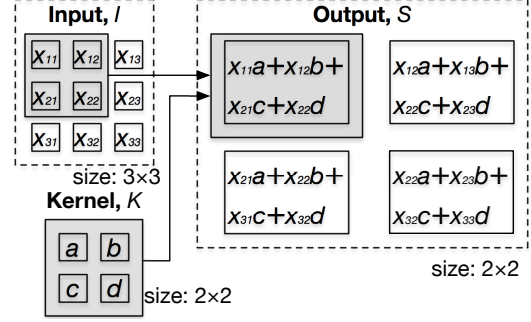 Input, I
x11 x12 x13
x21 x22 x23
x31 x32 x33
size: 3×3
Kernel, K
a b
c d
size: 2×2
Output, S
x11a+x12b+
x21c+x22d
x12a+x13b+
x22c+x23d
x21a+x22b+
x31c+x32d
x22a+x23b+
x32c+x33d
size: 2×2